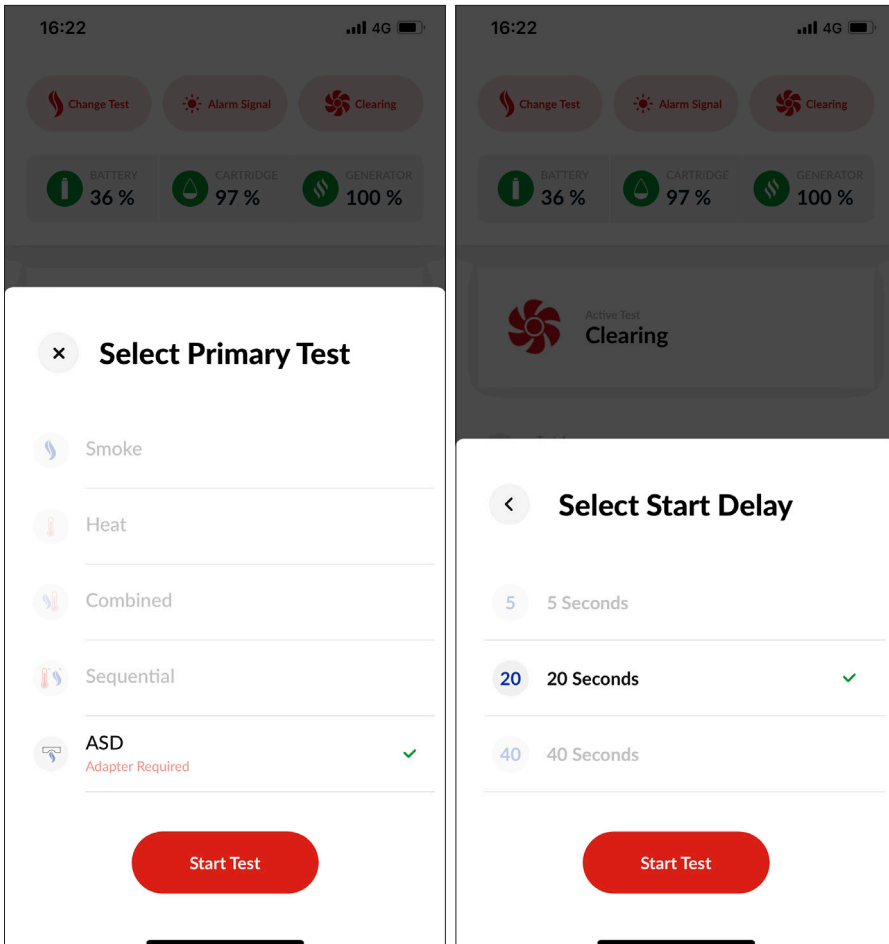 16:22
4G
Change Test
Alarm Signal
Clearing
BATTERY
36 %
CARTRIDGE
97 %
GENERATOR
100 %
Select Primary Test
Smoke
Heat
Combined
Sequential
ASD
Adapter Required
Start Test
16:22
4G
Change Test
Alarm Signal
Clearing
BATTERY
36 %
CARTRIDGE
97 %
GENERATOR
100 %
Active Test
Clearing
Select Start Delay
5 5 Seconds
20 20 Seconds
40 40 Seconds
Start Test